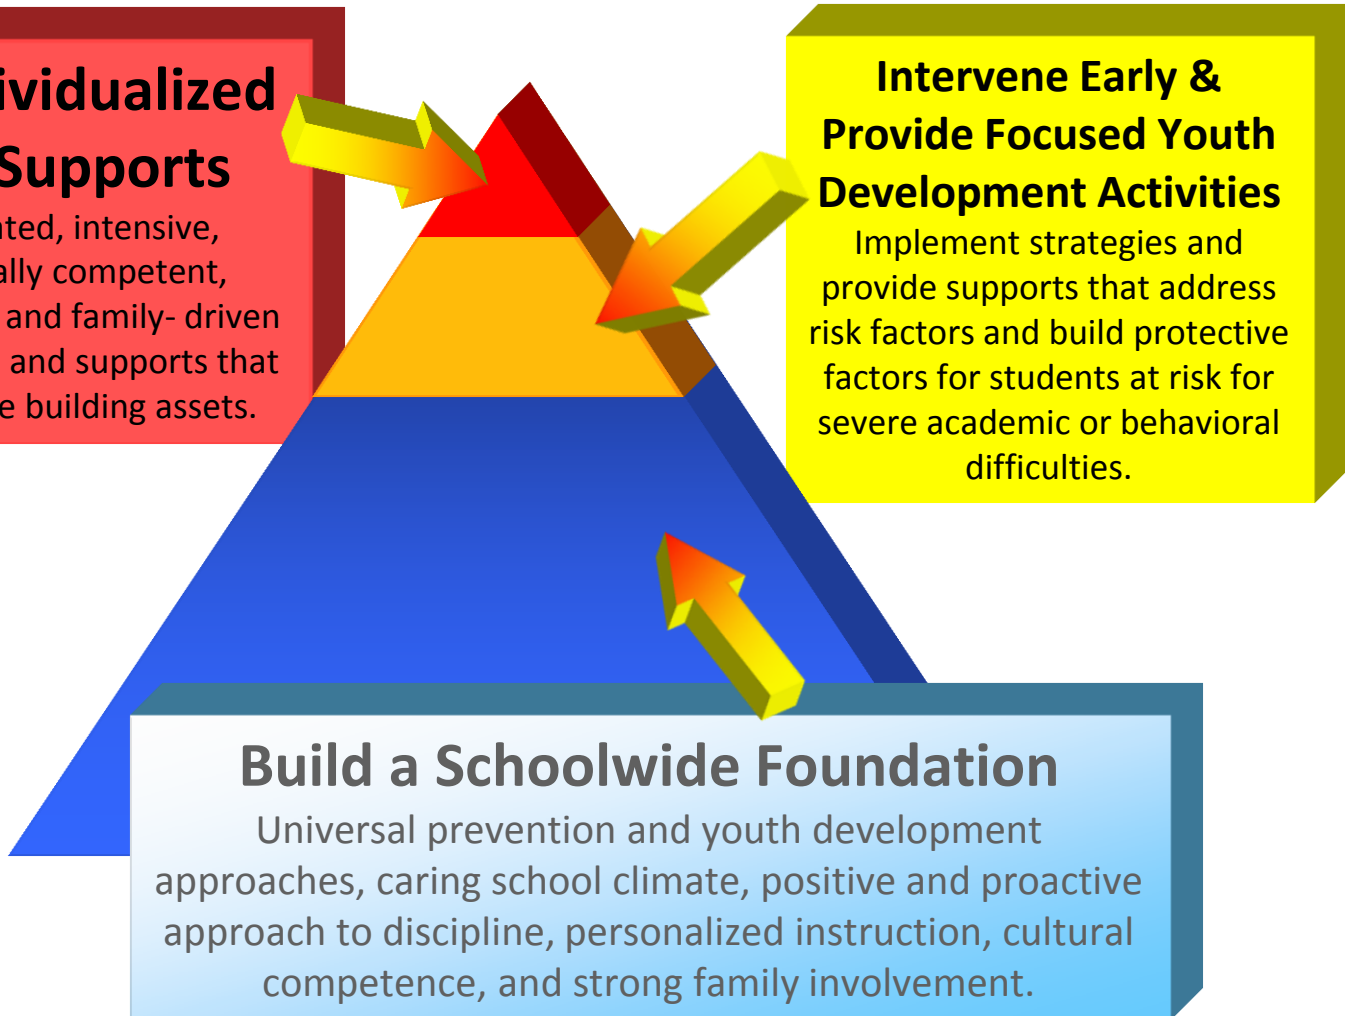 ividualized
Supports
ated, intensive,
ally competent,
and family- driven
and supports that
e building assets.
Intervene Early &
Provide Focused Youth
Development Activities
Implement strategies and
provide supports that address
risk factors and build protective
factors for students at risk for
severe academic or behavioral
difficulties.
Build a Schoolwide Foundation
Universal prevention and youth development
approaches, caring school climate, positive and proactive
approach to discipline, personalized instruction, cultural
competence, and strong family involvement.